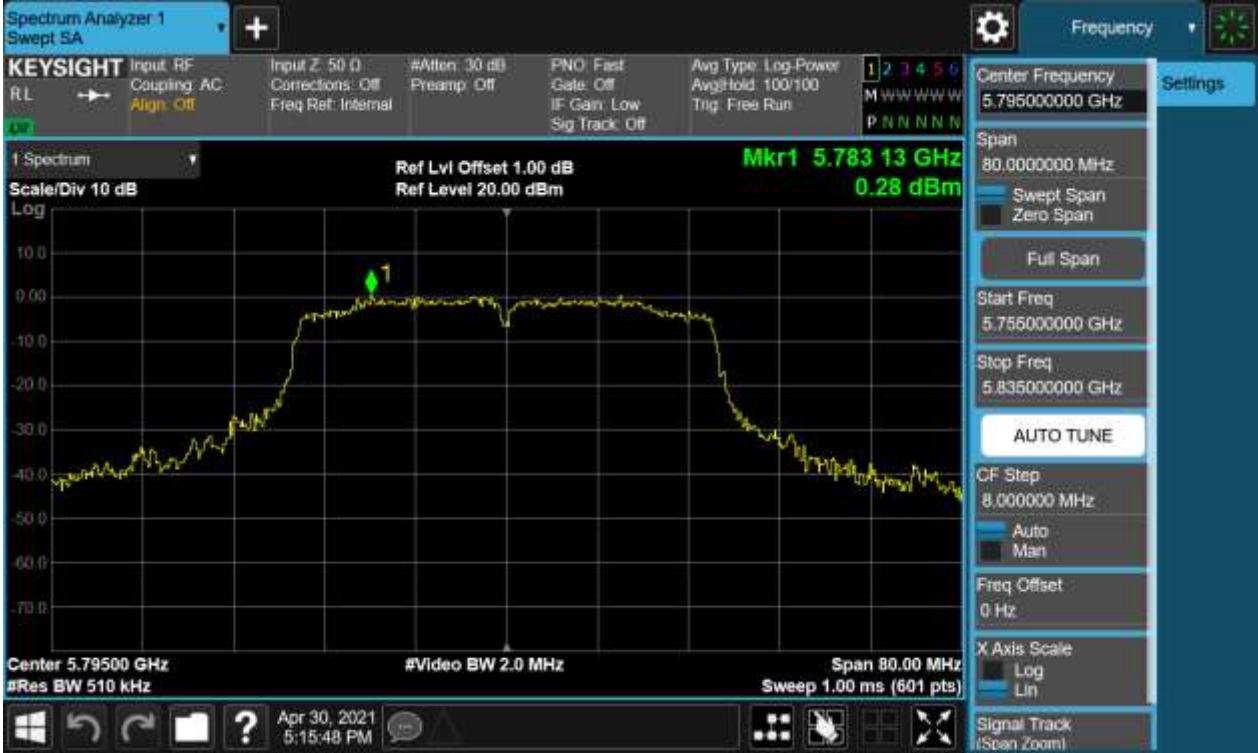 Spectrum Analyzer 1
Swept SA
+
Frequency
KEYSIGHT
RL
Input: RF
Coupling: AC
Align: Off
Input Z: 50 Ω
Corrections: Off
Freq Ref: Internal
#Atten: 30 dB
Preamp: Off
PNO: Fast
Gate: Off
IF Gain: Low
Sig Track: Off
Avg Type: Log-Power
Avg|Hold: 100/100
Trig: Free Run
1 2 3 4 5 6
M W W W W W
P N N N N N
1 Spectrum
Scale/Div 10 dB
Log
Ref Lvl Offset 1.00 dB
Ref Level 20.00 dBm
Mkr1 5.783 13 GHz
0.28 dBm
1
10.0
0.00
-10.0
-20.0
-30.0
-40.0
-50.0
-60.0
-70.0
Center 5.79500 GHz
#Res BW 510 kHz
#Video BW 2.0 MHz
Span 80.00 MHz
Sweep 1.00 ms (601 pts)
Center Frequency
5.795000000 GHz
Settings
Span
80.0000000 MHz
Swept Span
Zero Span
Full Span
Start Freq
5.755000000 GHz
Stop Freq
5.835000000 GHz
AUTO TUNE
CF Step
8.000000 MHz
Auto
Man
Freq Offset
0 Hz
X Axis Scale
Log
Lin
Signal Track
(Span Zoom)
?
Apr 30, 2021
5:15:48 PM